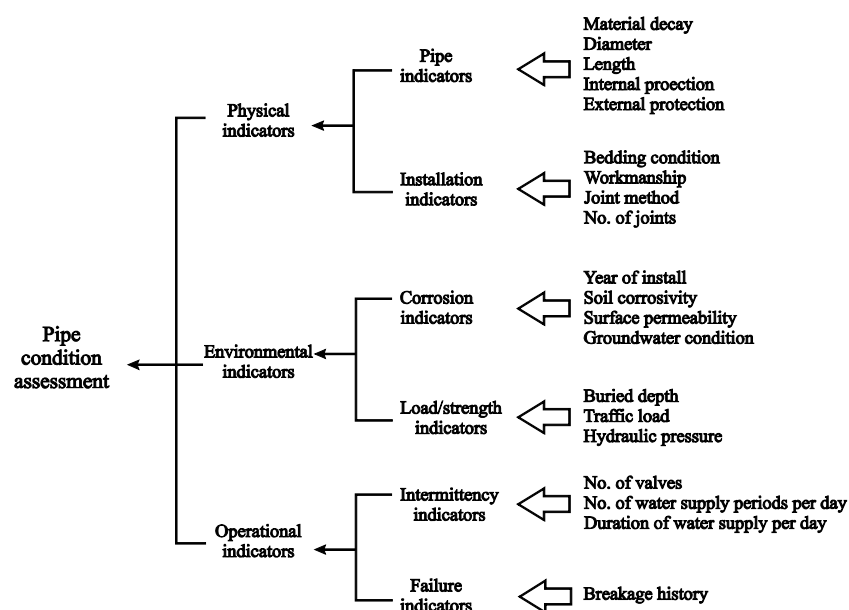 Material decay
Diameter
Length
Internal proection
External protection
Pipe
indicators
Physical
indicators
Installation
indicators
Bedding condition
Workmanship
Joint method
No. of joints
Pipe
condition
assessment
Environmental
indicators
Corrosion
indicators
Year of install
Soil corrosivity
Surface permeability
Groundwater condition
Load/strength
indicators
Buried depth
Traffic load
Hydraulic pressure
Operational
indicators
Intermittency
indicators
No. of valves
No. of water supply periods per day
Duration of water supply per day
Failure
indicators
Breakage history